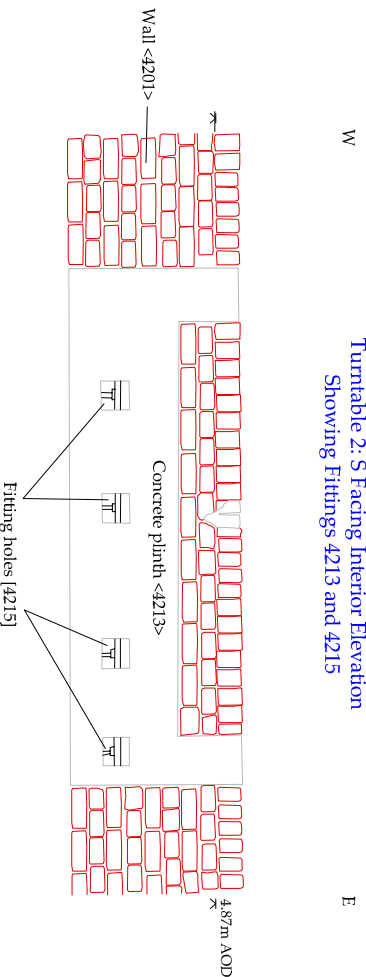 Turntable 2: S Facing Interior Elevation
Showing Fittings 4213 and 4215
W
E
4.87m AOD
Wall <4201>
Concrete plinth <4213>
Fitting holes [4215]